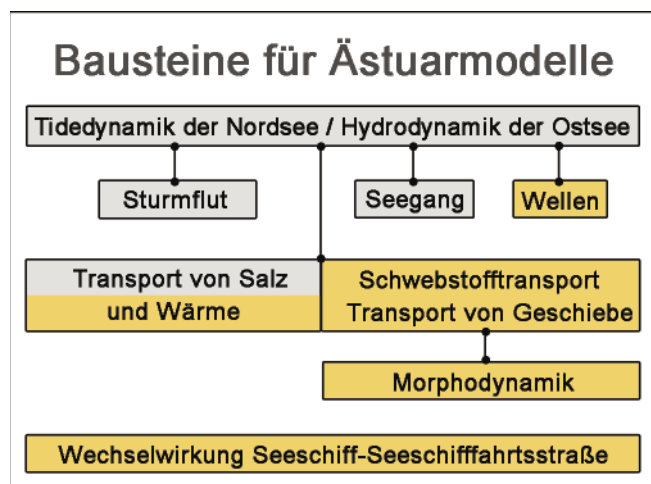 Bausteine für Ästuarmodelle
Tidedynamik der Nordsee / Hydrodynamik der Ostsee
Sturmflut
Seegang
Wellen
Transport von Salz
und Wärme
Schwebstofftransport
Transport von Geschiebe
Morphodynamik
Wechselwirkung Seeschiff-Seeschifffahrtsstraße